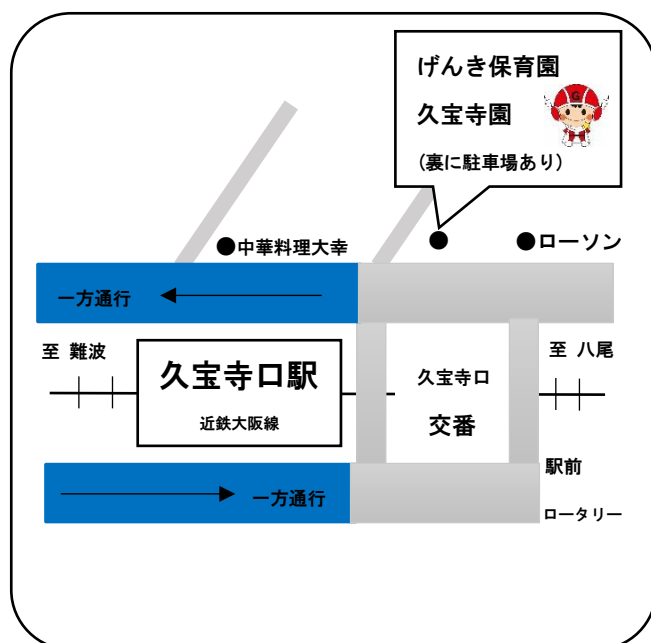 げんき保育園
久宝寺園
G
(裏に駐車場あり)
●中華料理大幸
●
●ローソン
一方通行
至 難波
久宝寺口駅
近鉄大阪線
久宝寺口
交番
至 八尾
一方通行
駅前
ロータリー